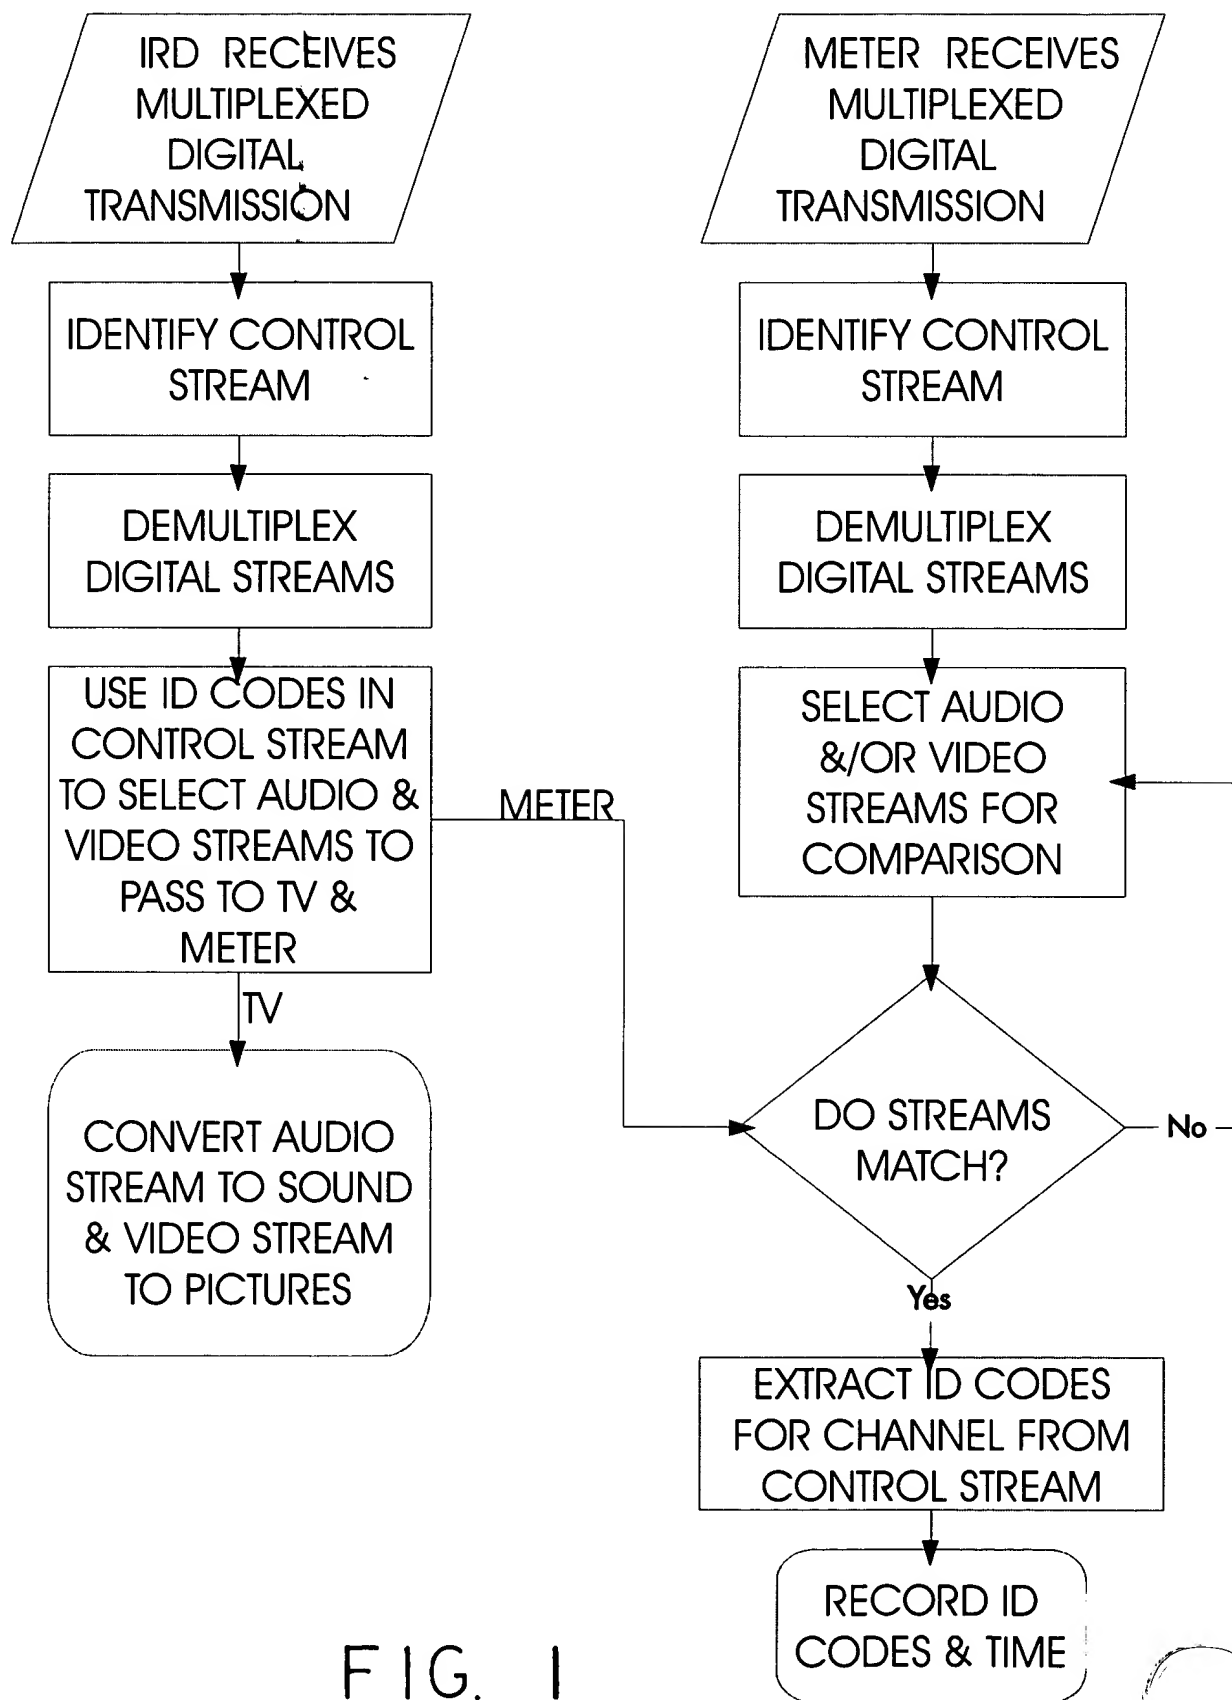 IRD RECEIVES
MULTIPLEXED
DIGITAL
TRANSMISSION
IDENTIFY CONTROL
STREAM
DEMULTIPLEX
DIGITAL STREAMS
USE ID CODES IN
CONTROL STREAM
TO SELECT AUDIO &
VIDEO STREAMS TO
PASS TO TV &
METER
METER
TV
CONVERT AUDIO
STREAM TO SOUND
& VIDEO STREAM
TO PICTURES
METER RECEIVES
MULTIPLEXED
DIGITAL
TRANSMISSION
IDENTIFY CONTROL
STREAM
DEMULTIPLEX
DIGITAL STREAMS
SELECT AUDIO
&/OR VIDEO
STREAMS FOR
COMPARISON
DO STREAMS
MATCH?
No
Yes
EXTRACT ID CODES
FOR CHANNEL FROM
CONTROL STREAM
RECORD ID
CODES & TIME
FIG. 1